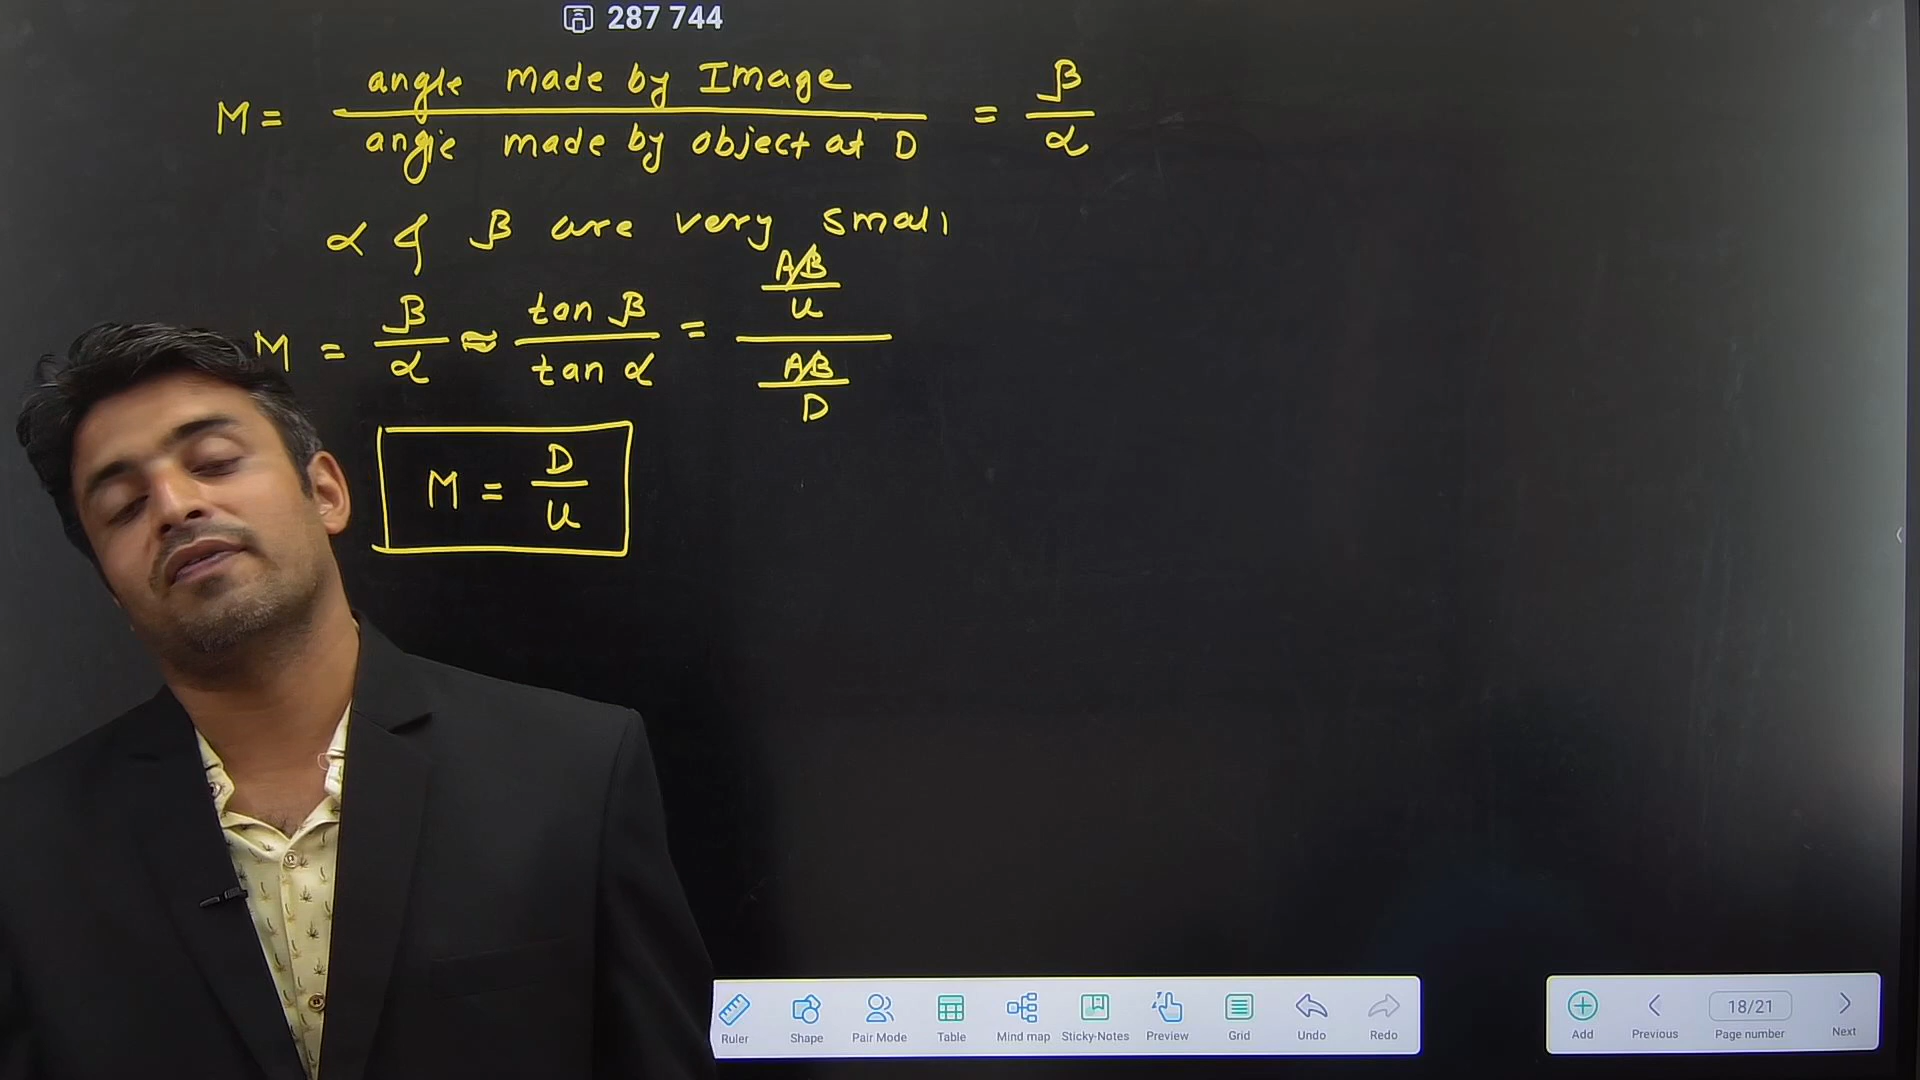 287 744
M = angle made by Image / angle made by object at D = β / α
α & β are very small
M = β / α ≈ tan β / tan α = AB / u / AB / D
M = D / u
Ruler Shape Pair Mode Table Mind map Sticky-Notes Preview Grid Undo Redo
Add Previous 18/21 Page number Next